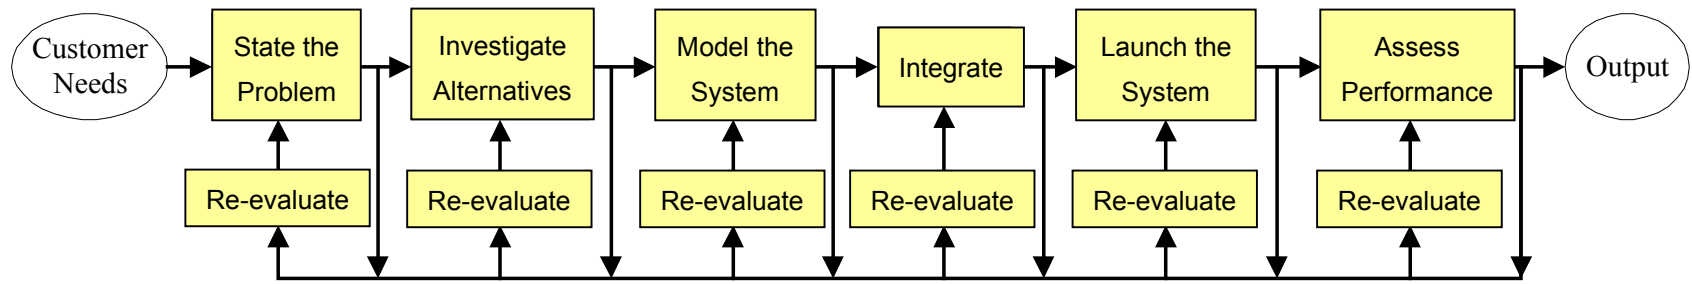 Customer
Needs
State the
Problem
Investigate
Alternatives
Model the
System
Integrate
Launch the
System
Assess
Performance
Output
Re-evaluate
Re-evaluate
Re-evaluate
Re-evaluate
Re-evaluate
Re-evaluate